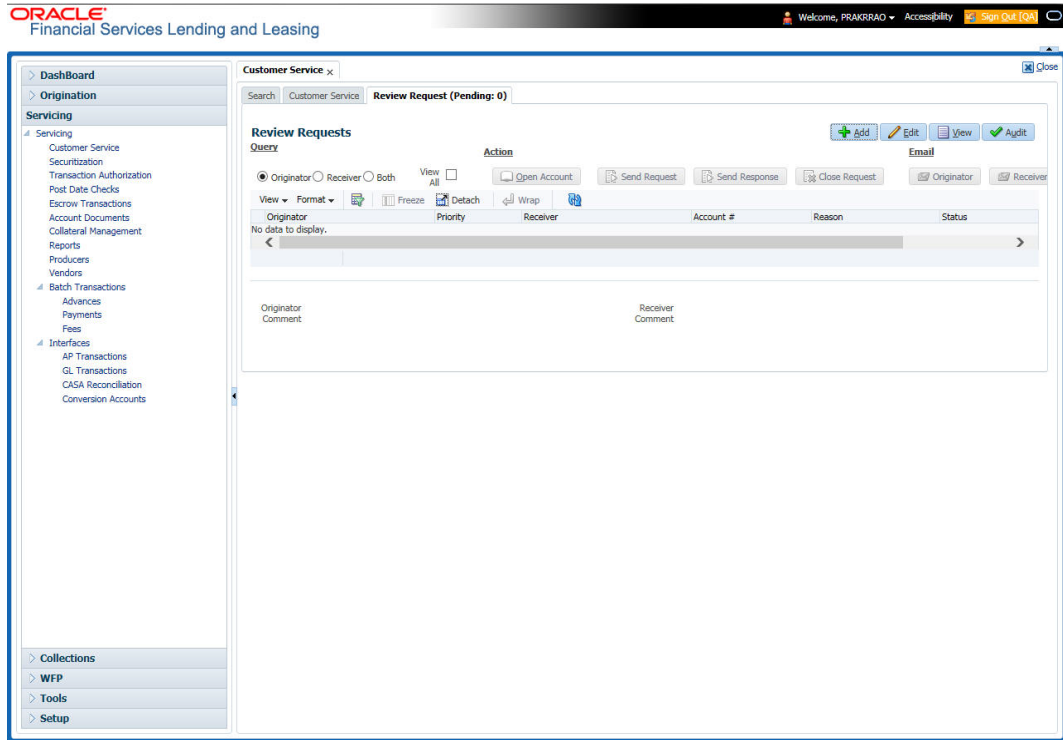 ORACLE
Financial Services Lending and Leasing
Welcome, PRAKRRAO Accessibility Sign Out [QA]
Close
DashBoard
Origination
Servicing
Servicing
Customer Service
Securitization
Transaction Authorization
Post Date Checks
Escrow Transactions
Account Documents
Collateral Management
Reports
Producers
Vendors
Batch Transactions
Advances
Payments
Fees
Interfaces
AP Transactions
GL Transactions
CASA Reconciliation
Conversion Accounts
Collections
WFP
Tools
Setup
Customer Service
Search Customer Service Review Request (Pending: 0)
Review Requests
Add Edit View Audit
Query Action Email
Originator Receiver Both View All Open Account Send Request Send Response Close Request Originator Receiver
View Format Freeze Detach Wrap
Originator Priority Receiver Account # Reason Status
No data to display.
Originator Comment
Receiver Comment